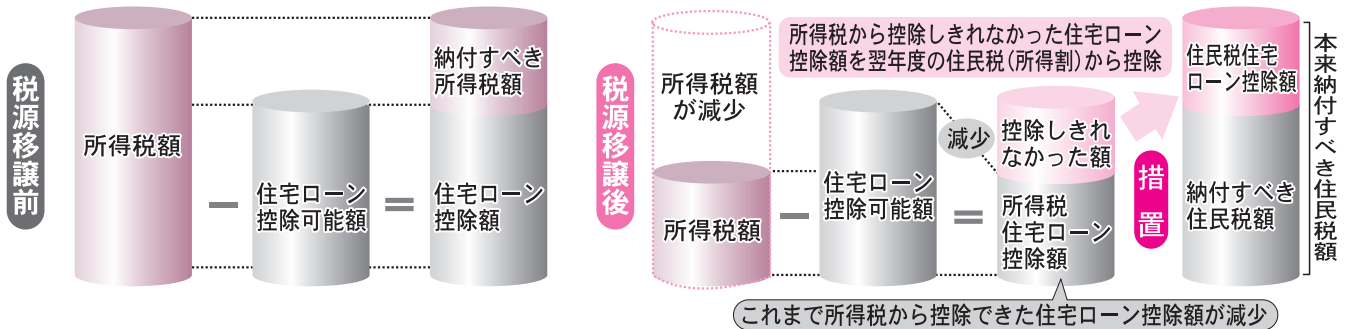 税源移譲前
所得税額
－
住宅ローン
控除可能額
＝
納付すべき
所得税額
住宅ローン
控除額
税源移譲後
所得税額
が減少
所得税額
－
住宅ローン
控除可能額
減少
＝
所得税から控除しきれなかった住宅ローン
控除額を翌年度の住民税（所得割）から控除
控除しきれ
なかった額
所得税
住宅ローン
控除額
措置
住民税住宅
ローン控除額
納付すべき
住民税額
本来納付すべき住民税額
これまで所得税から控除できた住宅ローン控除額が減少